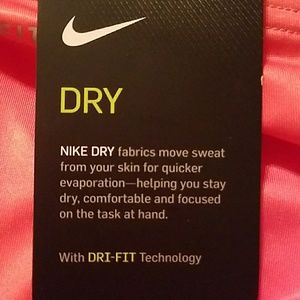 FIT
DRY
NIKE DRY fabrics move sweat
from your skin for quicker
evaporation—helping you stay
dry, comfortable and focused
on the task at hand.
With DRI-FIT Technology